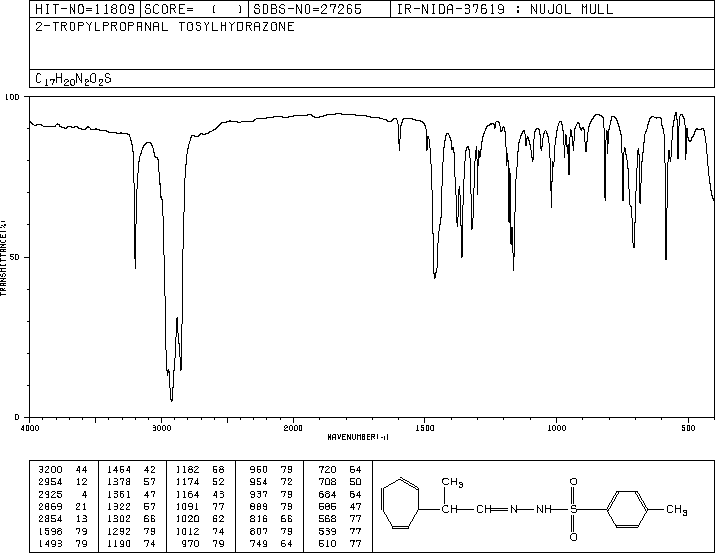 HIT-NO=11809 SCORE= ( ) SDBS-NO=27265 IR-NIDA-37619 : NUJOL MULL
2-TROPYLPROPANAL TOSYLHYDRAZONE
C17H20N2O2S
100
50
0
TRANSMITTANCE(%)
4000 3000 2000 1500 1000 500
WAVENUMBER(-1)
3200 44 1464 42 1182 68 960 79 720 64
2954 12 1378 57 1174 52 954 72 708 50
2925 4 1361 47 1164 43 937 79 684 64
2869 21 1322 57 1091 77 889 79 585 47
2854 13 1302 66 1020 62 816 66 568 77
1598 79 1292 79 1012 74 807 79 539 77
1493 79 1190 74 970 79 749 64 510 77
CH3
CH CH N NH S CH3
O
O